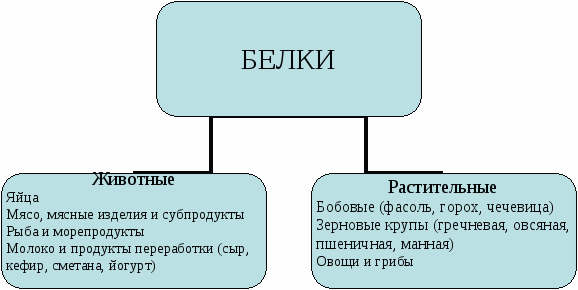 БЕЛКИ
Животные
Яйца
Мясо, мясные изделия и субпродукты
Рыба и морепродукты
Молоко и продукты переработки (сыр,
кефир, сметана, йогурт)
Растительные
Бобовые (фасоль, горох, чечевица)
Зерновые крупы (гречневая, овсяная,
пшеничная, манная)
Овощи и грибы